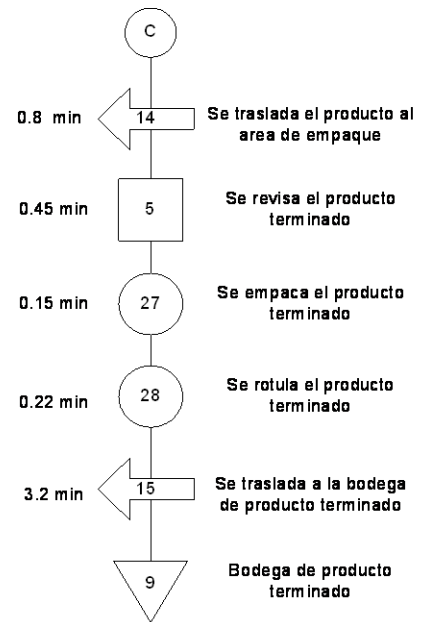 C
0.8 min
14
Se traslada el producto al
area de empaque
0.45 min
5
Se revisa el producto
terminado
0.15 min
27
Se empaca el producto
terminado
0.22 min
28
Se rotula el producto
terminado
3.2 min
15
Se traslada a la bodega
de producto terminado
9
Bodega de producto
terminado